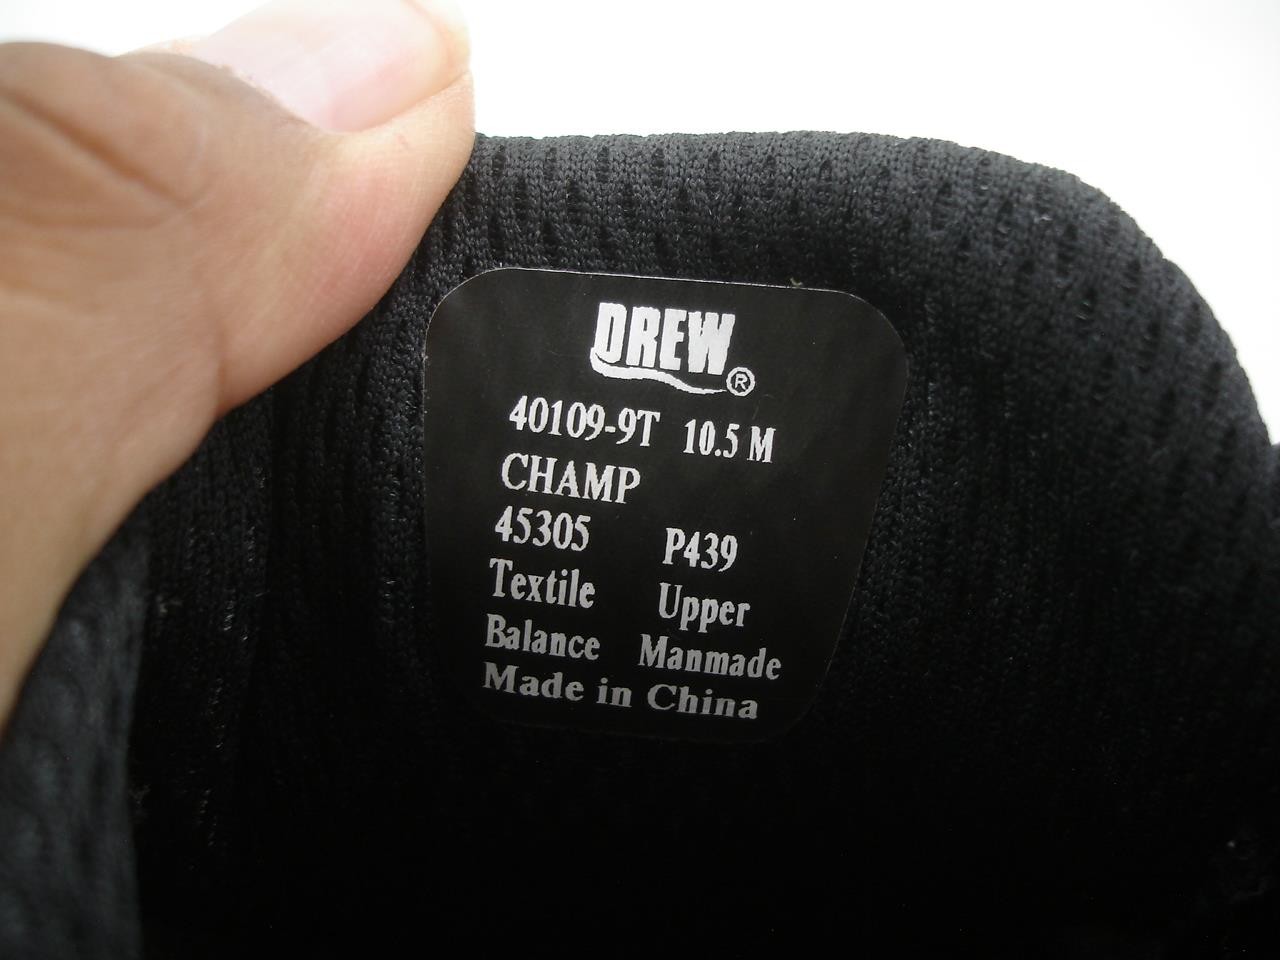 DREW®
40109-9T 10.5 M
CHAMP
45305 P439
Textile Upper
Balance Manmade
Made in China